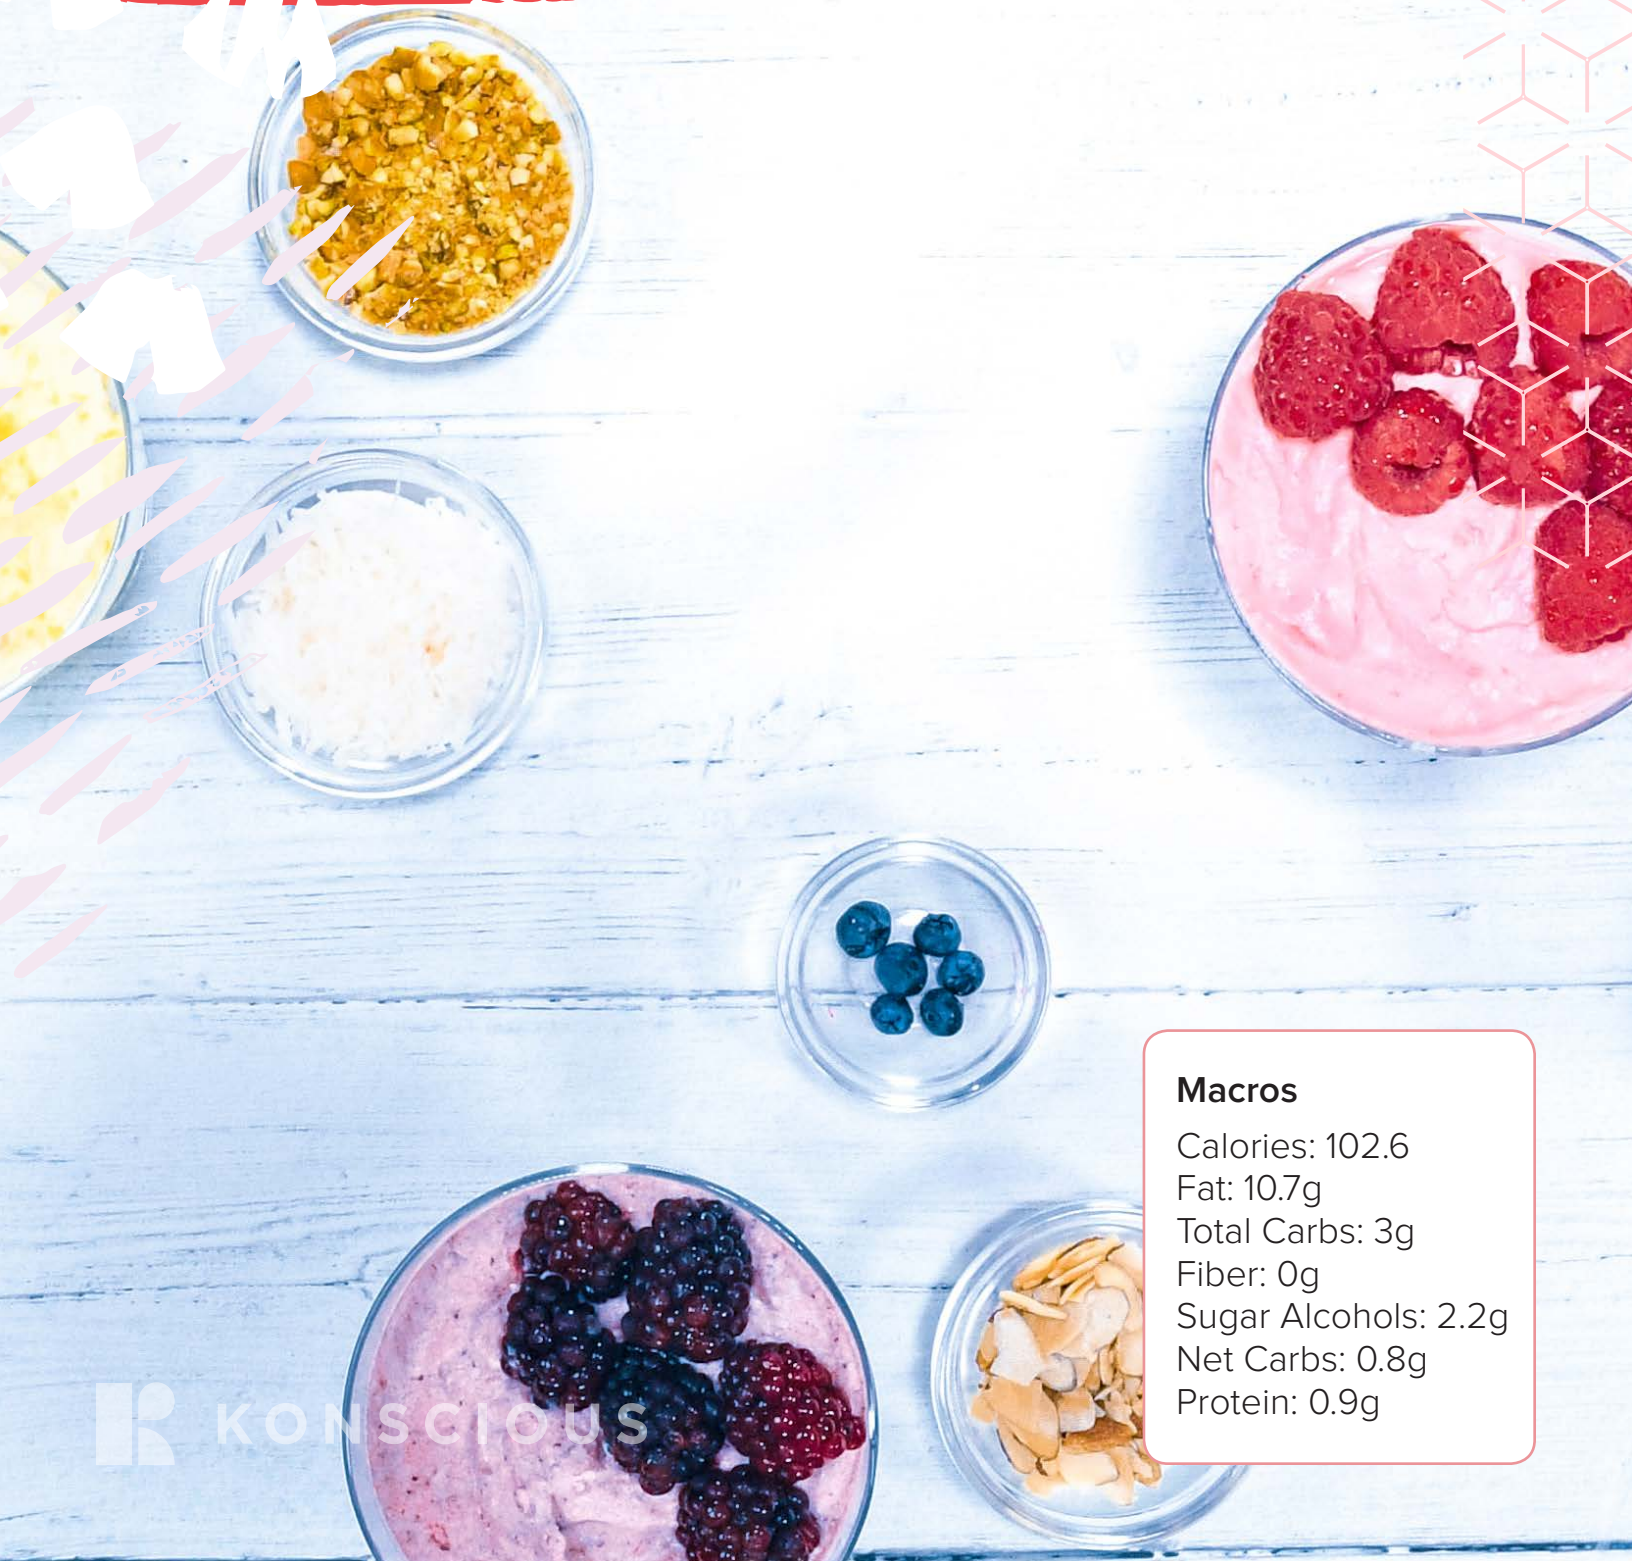 Macros
Calories: 102.6
Fat: 10.7g
Total Carbs: 3g
Fiber: 0g
Sugar Alcohols: 2.2g
Net Carbs: 0.8g
Protein: 0.9g
KONSCIOUS